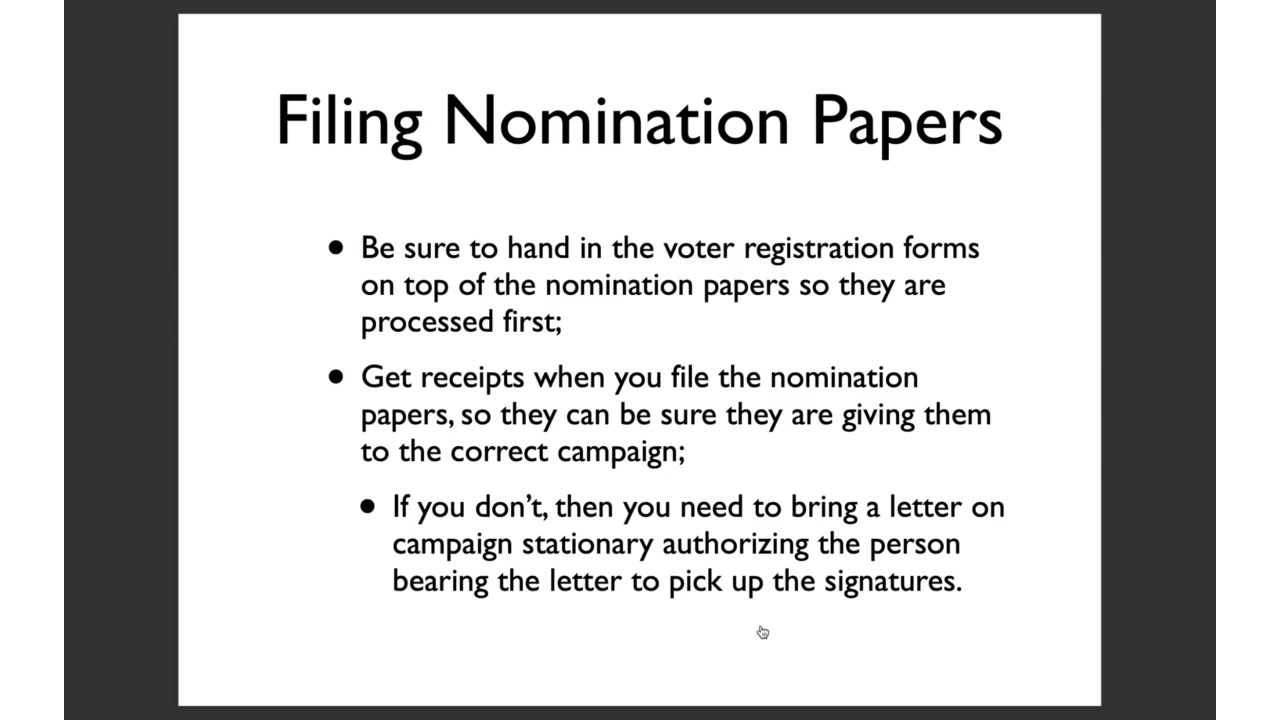 Filing Nomination Papers
• Be sure to hand in the voter registration forms
on top of the nomination papers so they are
processed first;
• Get receipts when you file the nomination
papers, so they can be sure they are giving them
to the correct campaign;
• If you don't, then you need to bring a letter on
campaign stationary authorizing the person
bearing the letter to pick up the signatures.